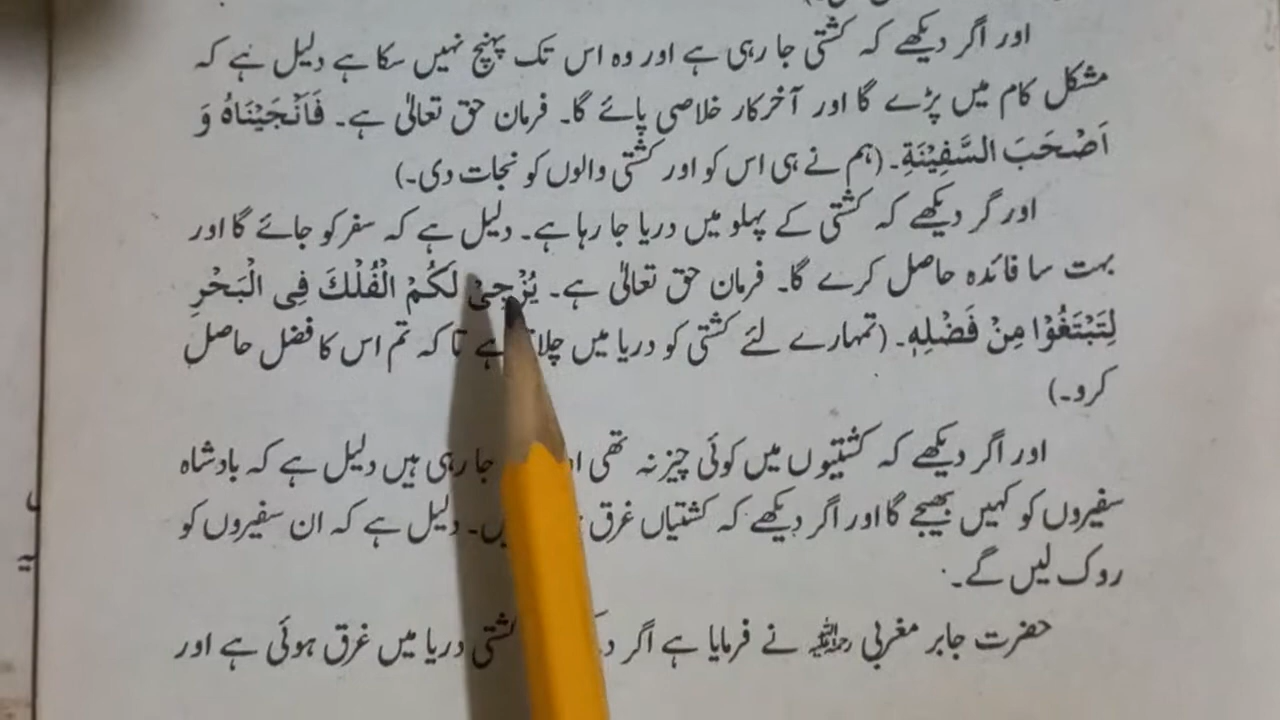 اور اگر دیکھے کہ کشتی جا رہی ہے اور وہ اس تک پہنچ نہیں سکا ہے دلیل ہے کہ
مشکل کام میں پڑے گا اور آخرکار خلاصی پائے گا۔ فرمان حق تعالیٰ ہے۔ فَاَنْجَیْنَاہُ وَ
اَصْحٰبَ السَّفِیْنَةِ۔ (ہم نے ہی اس کو اور کشتی والوں کو نجات دی۔)
اور گر دیکھے کہ کشتی کے پہلو میں دریا جا رہا ہے۔ دلیل ہے کہ سفر کو جائے گا اور
بہت سا فائدہ حاصل کرے گا۔ فرمان حق تعالیٰ ہے۔ یُزْجِیْ لَکُمْ الْفُلْکَ فِی الْبَحْرِ
لِتَبْتَغُوْا مِنْ فَضْلِہٖ۔ (تمہارے لئے کشتی کو دریا میں ہے تا کہ تم اس کا فضل حاصل
کرو۔)
اور اگر دیکھے کہ کشتیوں میں کوئی چیز نہ تھی جا رہی ہیں دلیل ہے کہ بادشاہ
سفیروں کو کہیں بھیجے گا اور اگر دیکھے کہ کشتیاں غرق دلیل ہے کہ ان سفیروں کو
روک لیں گے۔
حضرت جابر مغربی رحمۃ اللہ علیہ نے فرمایا ہے اگر کشتی دریا میں غرق ہوئی ہے اور